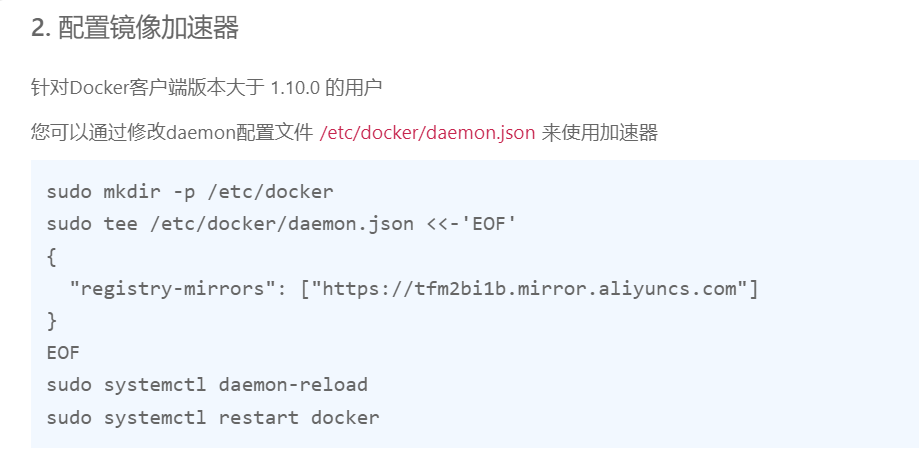 2. 配置镜像加速器
针对Docker客户端版本大于 1.10.0 的用户
您可以通过修改daemon配置文件 /etc/docker/daemon.json 来使用加速器
sudo mkdir -p /etc/docker
sudo tee /etc/docker/daemon.json <<-'EOF'
{
  "registry-mirrors": ["https://tfm2bi1b.mirror.aliyuncs.com"]
}
EOF
sudo systemctl daemon-reload
sudo systemctl restart docker